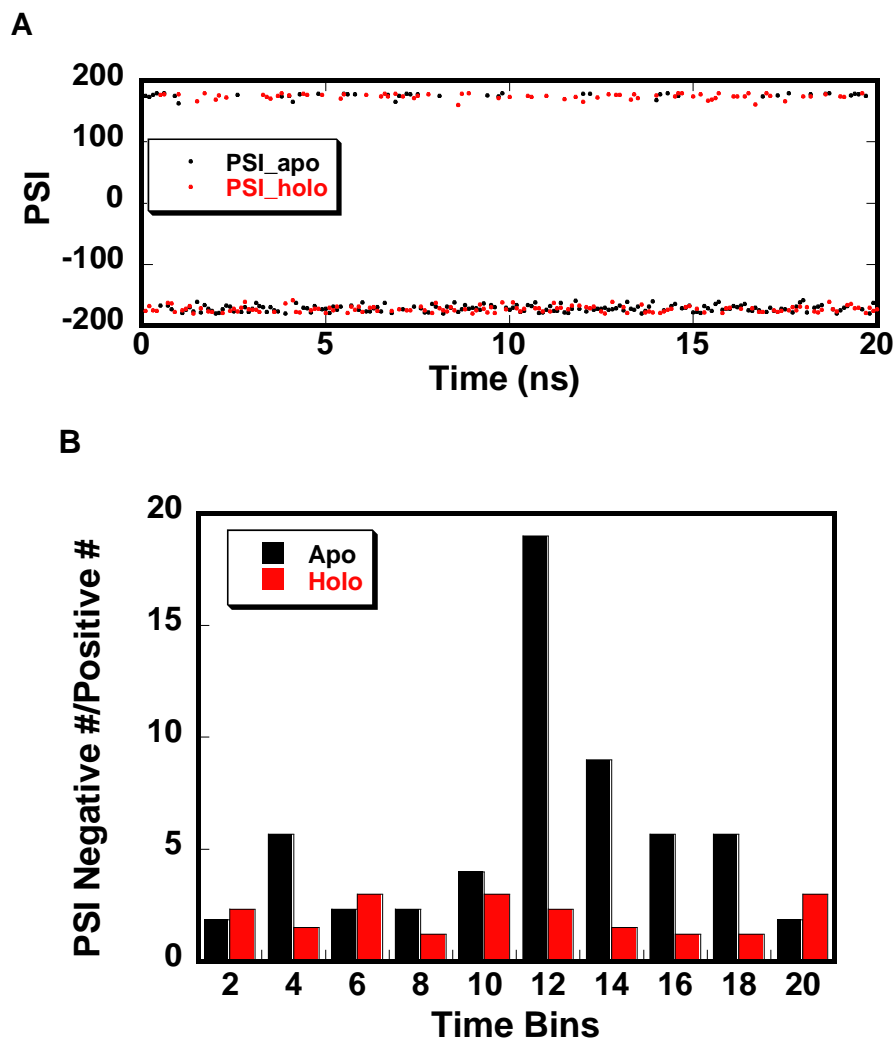 A
200
100
0
-100
-200
PSI
PSI_apo
PSI_holo
0 5 10 15 20
Time (ns)
B
20
15
10
5
0
PSI Negative #/Positive #
Apo
Holo
2 4 6 8 10 12 14 16 18 20
Time Bins